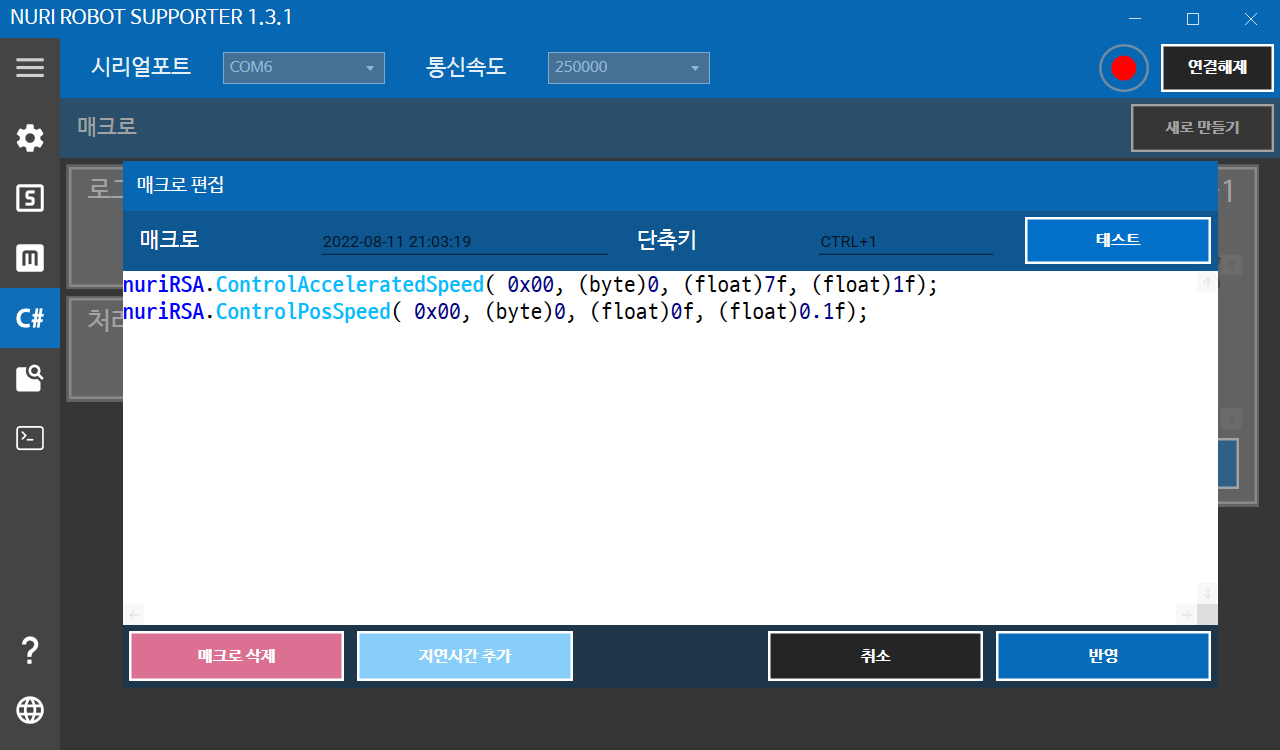 NURI ROBOT SUPPORTER 1.3.1
시리얼포트 COM6 통신속도 250000 연결해제
매크로 새로 만들기
매크로 편집
매크로 2022-08-11 21:03:19 단축키 CTRL+1 테스트
nuriRSA.ControlAcceleratedSpeed( 0x00, (byte)0, (float)7f, (float)1f);
nuriRSA.ControlPosSpeed( 0x00, (byte)0, (float)0f, (float)0.1f);
C#
매크로 삭제 지연시간 추가 취소 반영